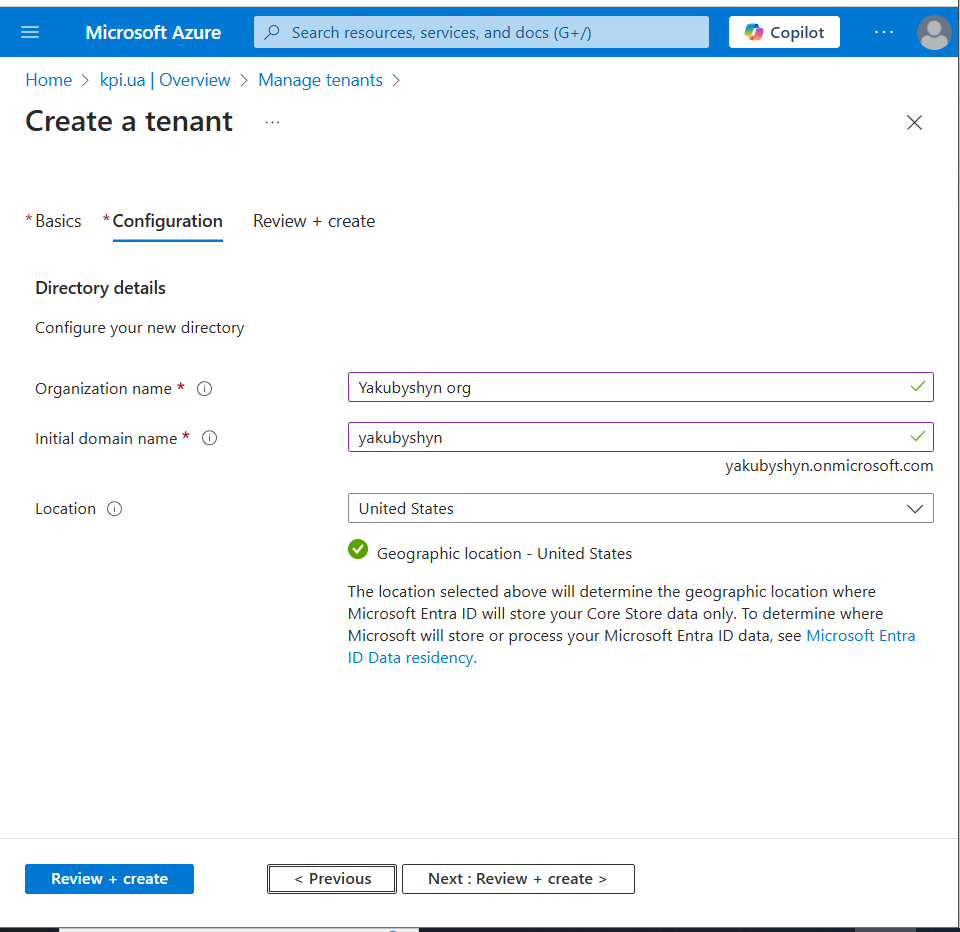 Microsoft Azure
Search resources, services, and docs (G+/)
Copilot
...
Home > kpi.ua | Overview > Manage tenants >
Create a tenant ...
* Basics * Configuration Review + create
Directory details
Configure your new directory
Organization name *
Yakubyshyn org
Initial domain name *
yakubyshyn
yakubyshyn.onmicrosoft.com
Location
United States
Geographic location - United States
The location selected above will determine the geographic location where
Microsoft Entra ID will store your Core Store data only. To determine where
Microsoft will store or process your Microsoft Entra ID data, see Microsoft Entra
ID Data residency.
Review + create
< Previous
Next : Review + create >